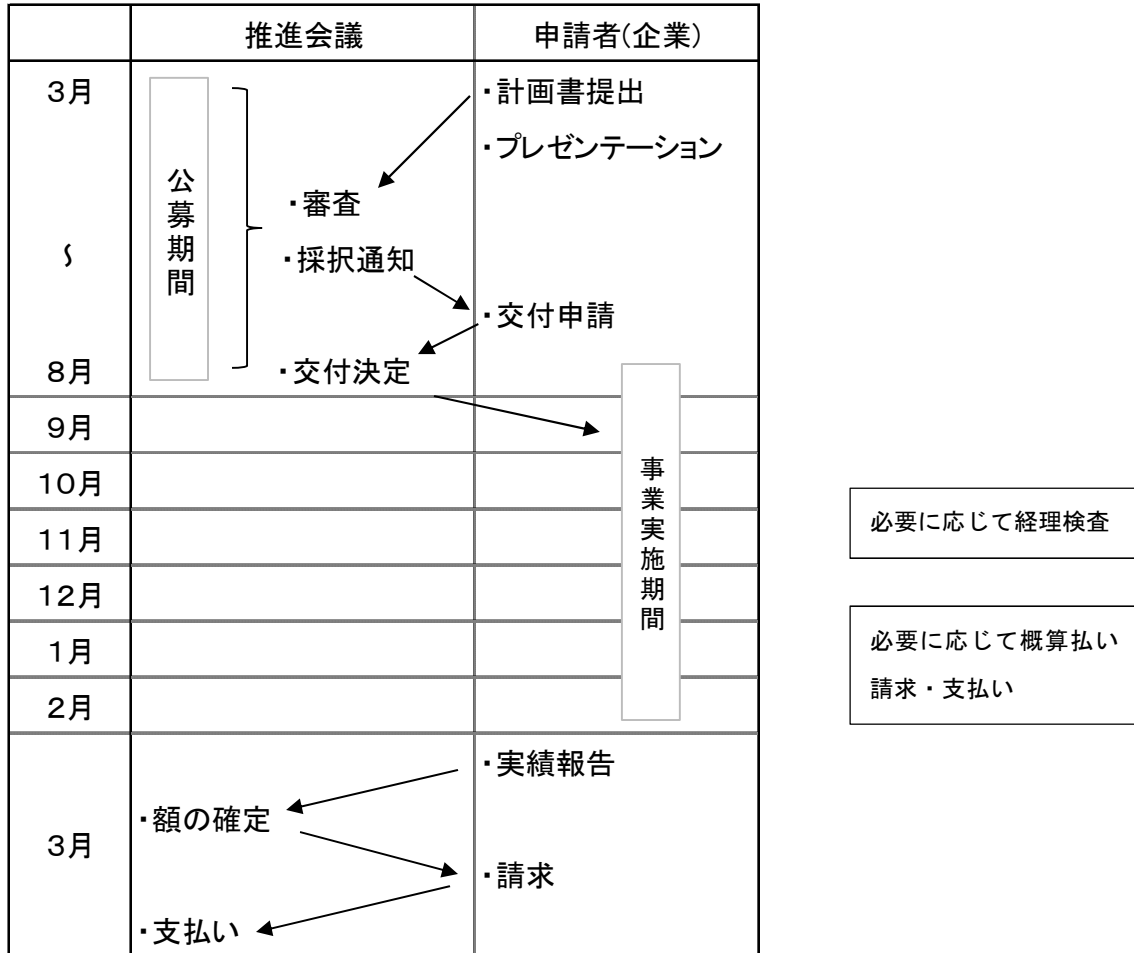 推進会議
申請者(企業)
3月
～
8月
公募期間
・計画書提出
・プレゼンテーション
・審査
・採択通知
・交付申請
・交付決定
9月
10月
11月
12月
1月
2月
事業実施期間
必要に応じて経理検査
必要に応じて概算払い
請求・支払い
3月
・実績報告
・額の確定
・請求
・支払い